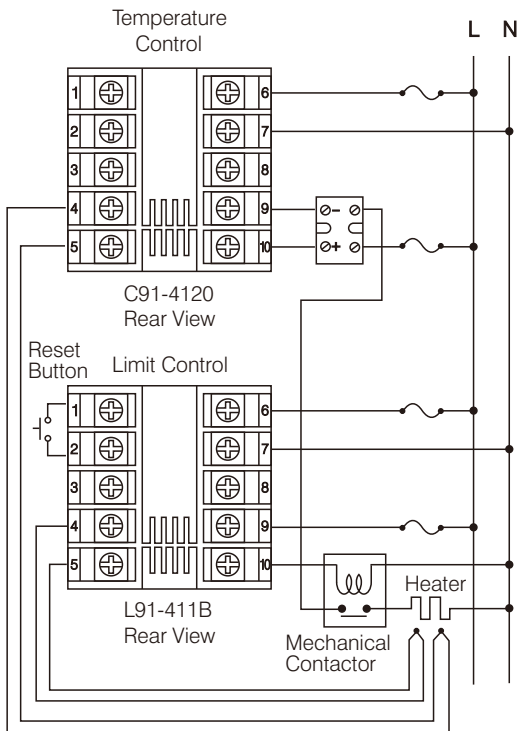 Temperature
Control
L N
1 6
2 7
3 8
4 9
5 10
- 
+
C91-4120
Rear View
Reset
Button
Limit Control
1 6
2 7
3 8
4 9
5 10
L91-411B
Rear View
Heater
Mechanical
Contactor